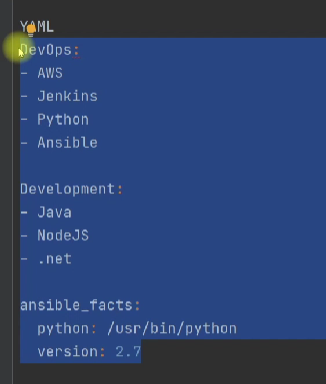 YAML
DevOps:
- AWS
- Jenkins
- Python
- Ansible
Development:
- Java
- NodeJS
- .net
ansible_facts:
  python: /usr/bin/python
  version: 2.7